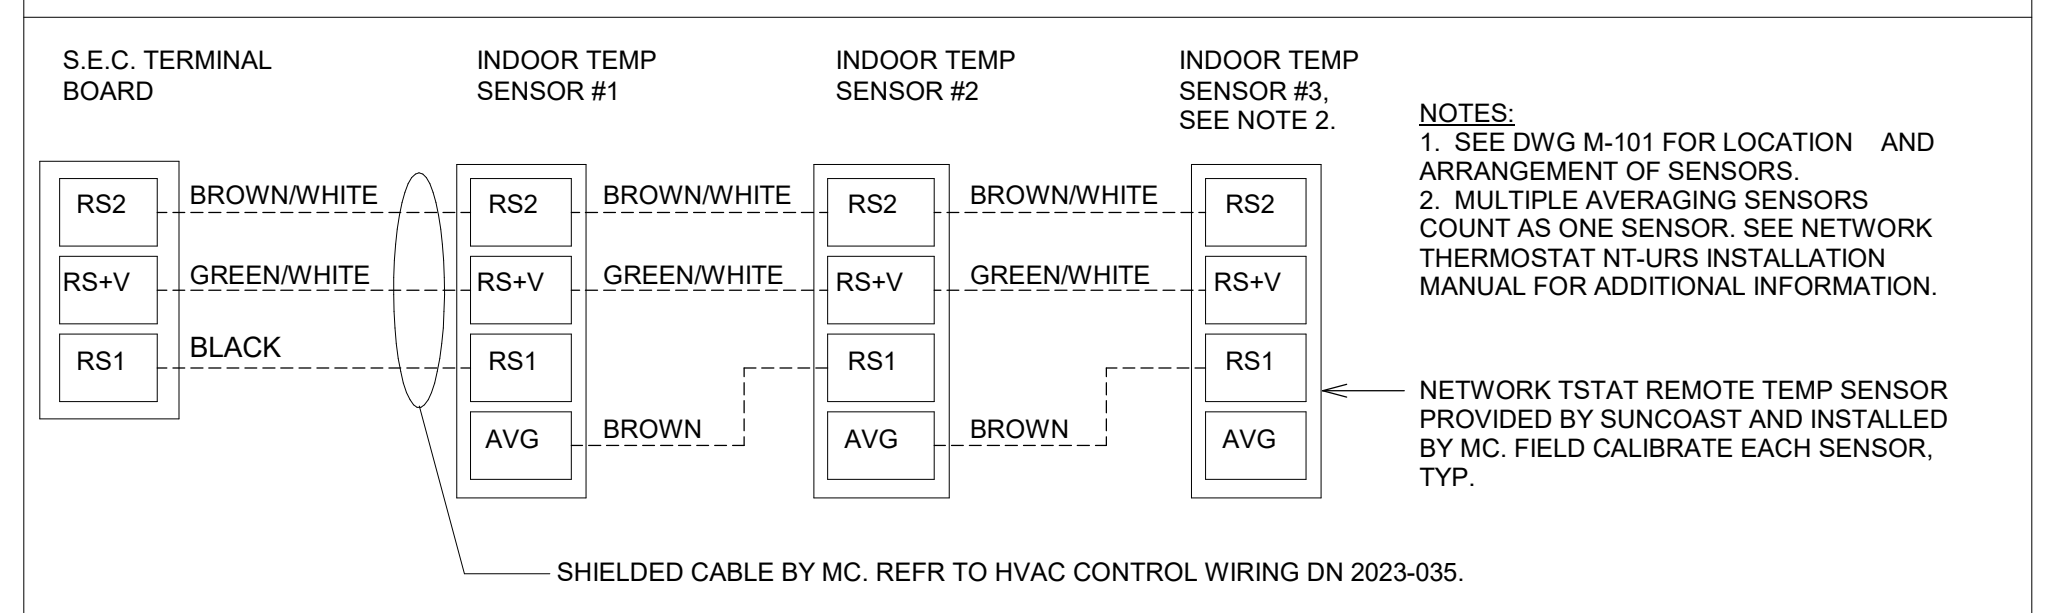 S.E.C. TERMINAL
BOARD
INDOOR TEMP
SENSOR #1
INDOOR TEMP
SENSOR #2
INDOOR TEMP
SENSOR #3,
SEE NOTE 2.
RS2
BROWN/WHITE
RS2
BROWN/WHITE
RS2
BROWN/WHITE
RS2
RS+V
GREEN/WHITE
RS+V
GREEN/WHITE
RS+V
GREEN/WHITE
RS+V
RS1
BLACK
RS1
RS1
RS1
AVG
BROWN
AVG
BROWN
AVG
NOTES:
1. SEE DWG M-101 FOR LOCATION AND
ARRANGEMENT OF SENSORS.
2. MULTIPLE AVERAGING SENSORS
COUNT AS ONE SENSOR. SEE NETWORK
THERMOSTAT NT-URS INSTALLATION
MANUAL FOR ADDITIONAL INFORMATION.
NETWORK TSTAT REMOTE TEMP SENSOR
PROVIDED BY SUNCOAST AND INSTALLED
BY MC. FIELD CALIBRATE EACH SENSOR,
TYP.
SHIELDED CABLE BY MC. REFR TO HVAC CONTROL WIRING DN 2023-035.